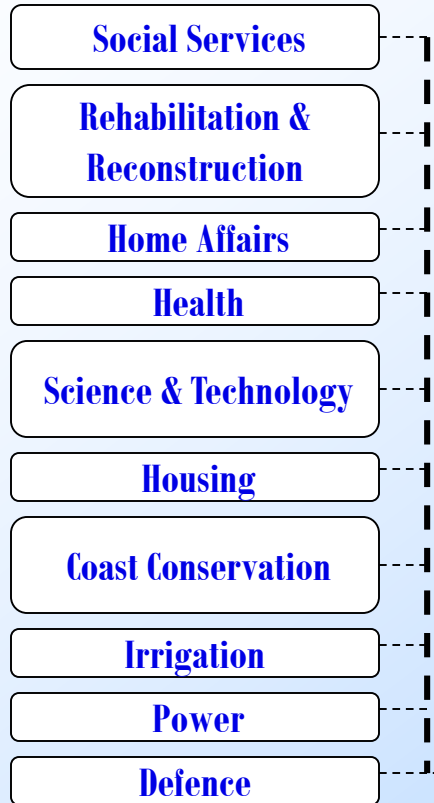 Social Services
Rehabilitation &
Reconstruction
Home Affairs
Health
Science & Technology
Housing
Coast Conservation
Irrigation
Power
Defence